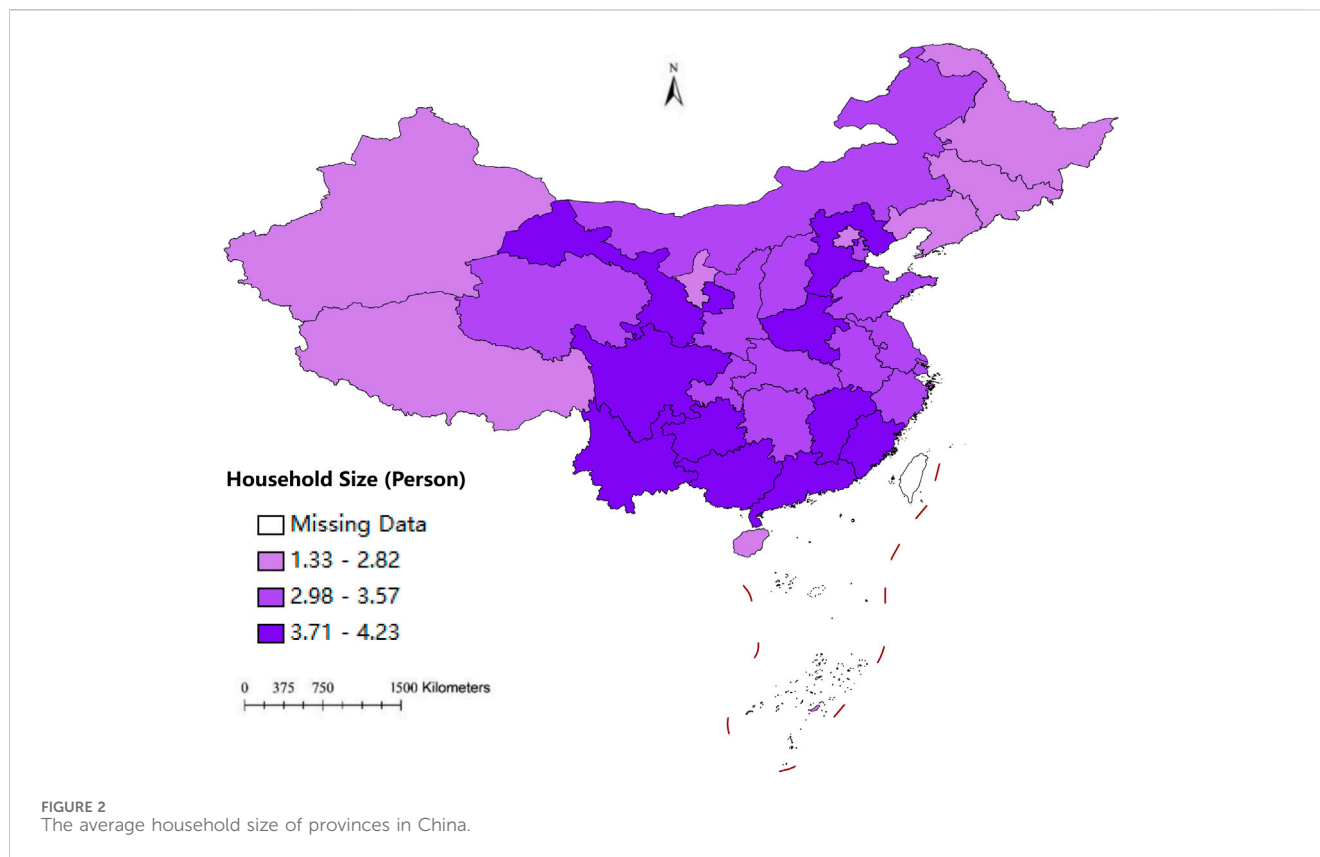 N
Household Size (Person)
Missing Data
1.33 - 2.82
2.98 - 3.57
3.71 - 4.23
0 375 750 1500 Kilometers
FIGURE 2
The average household size of provinces in China.